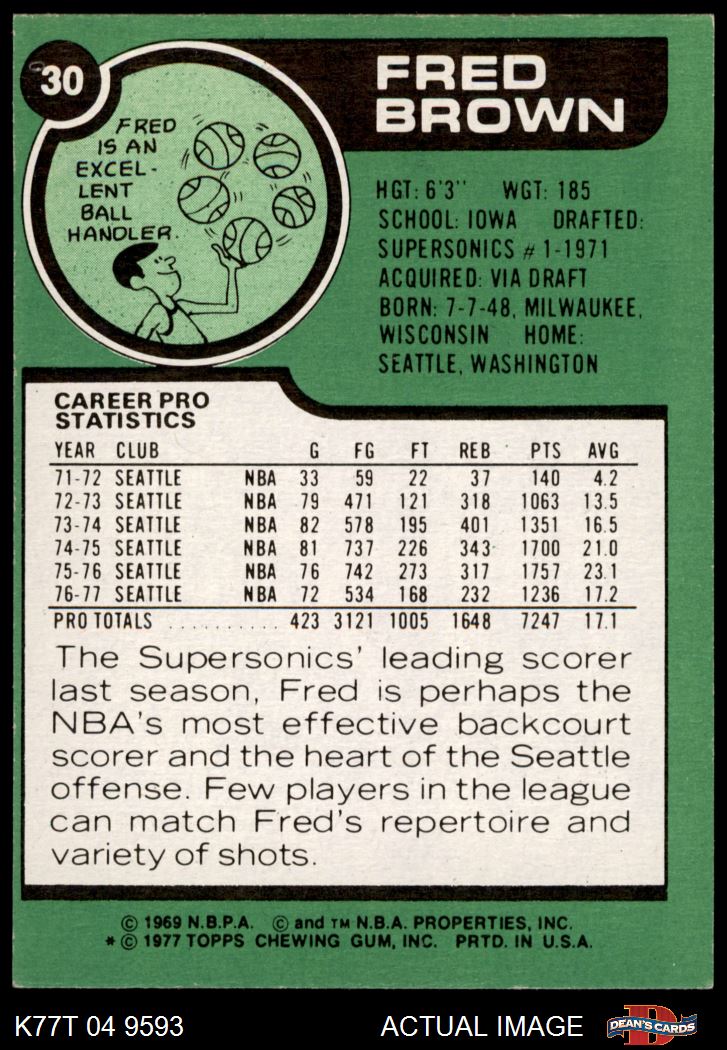 30
FRED
BROWN
FRED
IS AN
EXCEL-
LENT
BALL
HANDLER.
HGT: 6'3" WGT: 185
SCHOOL: IOWA DRAFTED:
SUPERSONICS #1-1971
ACQUIRED: VIA DRAFT
BORN: 7-7-48, MILWAUKEE,
WISCONSIN HOME:
SEATTLE, WASHINGTON
CAREER PRO
STATISTICS
YEAR CLUB G FG FT REB PTS AVG
71-72 SEATTLE NBA 33 59 22 37 140 4.2
72-73 SEATTLE NBA 79 471 121 318 1063 13.5
73-74 SEATTLE NBA 82 578 195 401 1351 16.5
74-75 SEATTLE NBA 81 737 226 343 1700 21.0
75-76 SEATTLE NBA 76 742 273 317 1757 23.1
76-77 SEATTLE NBA 72 534 168 232 1236 17.2
PRO TOTALS .......... 423 3121 1005 1648 7247 17.1
The Supersonics' leading scorer
last season, Fred is perhaps the
NBA's most effective backcourt
scorer and the heart of the Seattle
offense. Few players in the league
can match Fred's repertoire and
variety of shots.
© 1969 N.B.P.A. © and TM N.B.A. PROPERTIES, INC.
* © 1977 TOPPS CHEWING GUM, INC. PRTD. IN U.S.A.
K77T 04 9593 ACTUAL IMAGE D DEAN'S CARDS